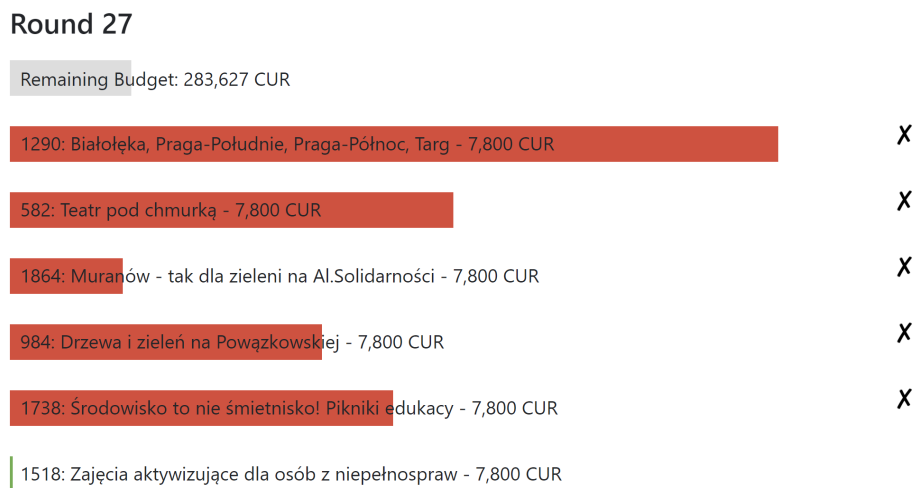 Round 27
Remaining Budget: 283,627 CUR
1290: Białołęka, Praga-Południe, Praga-Północ, Targ - 7,800 CUR
✗
582: Teatr pod chmurką - 7,800 CUR
✗
1864: Muranów - tak dla zieleni na Al.Solidarności - 7,800 CUR
✗
984: Drzewa i zieleń na Powązkowskiej - 7,800 CUR
✗
1738: Środowisko to nie śmietnisko! Pikniki edukacy - 7,800 CUR
✗
1518: Zajęcia aktywizujące dla osób z niepełnospraw - 7,800 CUR